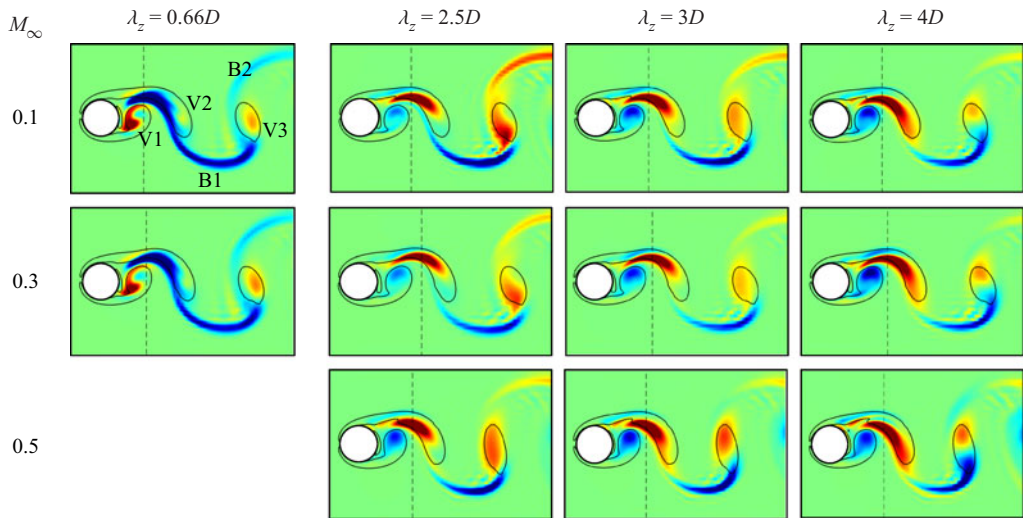 M∞ λz = 0.66D λz = 2.5D λz = 3D λz = 4D
0.1
B2
V2
V3
V1
B1
0.3
0.5